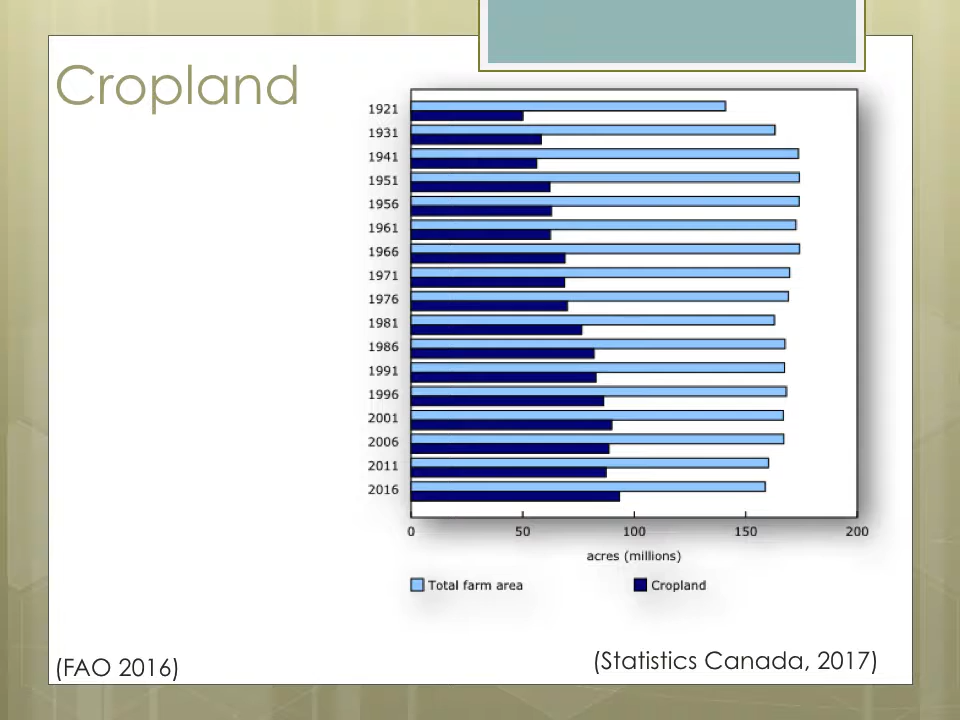 Cropland
1921
1931
1941
1951
1956
1961
1966
1971
1976
1981
1986
1991
1996
2001
2006
2011
2016
0 50 100 150 200
acres (millions)
Total farm area Cropland
(FAO 2016)
(Statistics Canada, 2017)